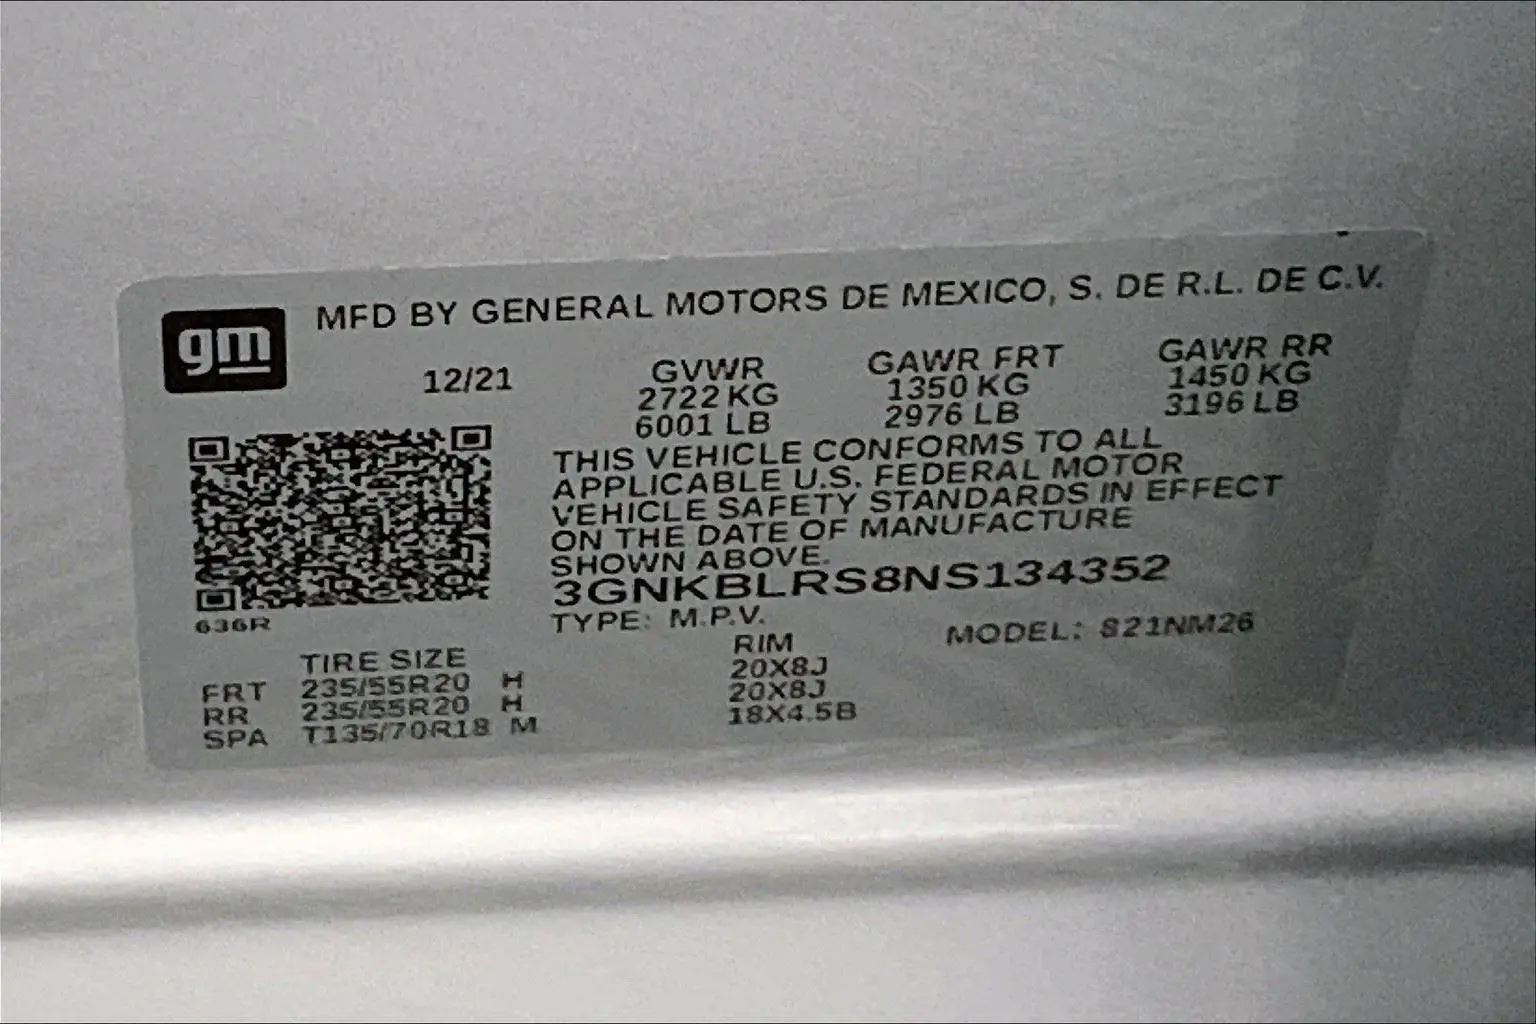 gm
MFD BY GENERAL MOTORS DE MEXICO, S. DE R.L. DE C.V.
12/21 GVWR GAWR FRT GAWR RR
2722 KG 1350 KG 1450 KG
6001 LB 2976 LB 3196 LB
THIS VEHICLE CONFORMS TO ALL
APPLICABLE U.S. FEDERAL MOTOR
VEHICLE SAFETY STANDARDS IN EFFECT
ON THE DATE OF MANUFACTURE
SHOWN ABOVE.
3GNKBLRS8NS134352
636R
TYPE: M.P.V. MODEL: 821NM26
TIRE SIZE RIM
FRT 235/55R20 H 20X8J
RR 235/55R20 H 20X8J
SPA T135/70R18 M 18X4.5B